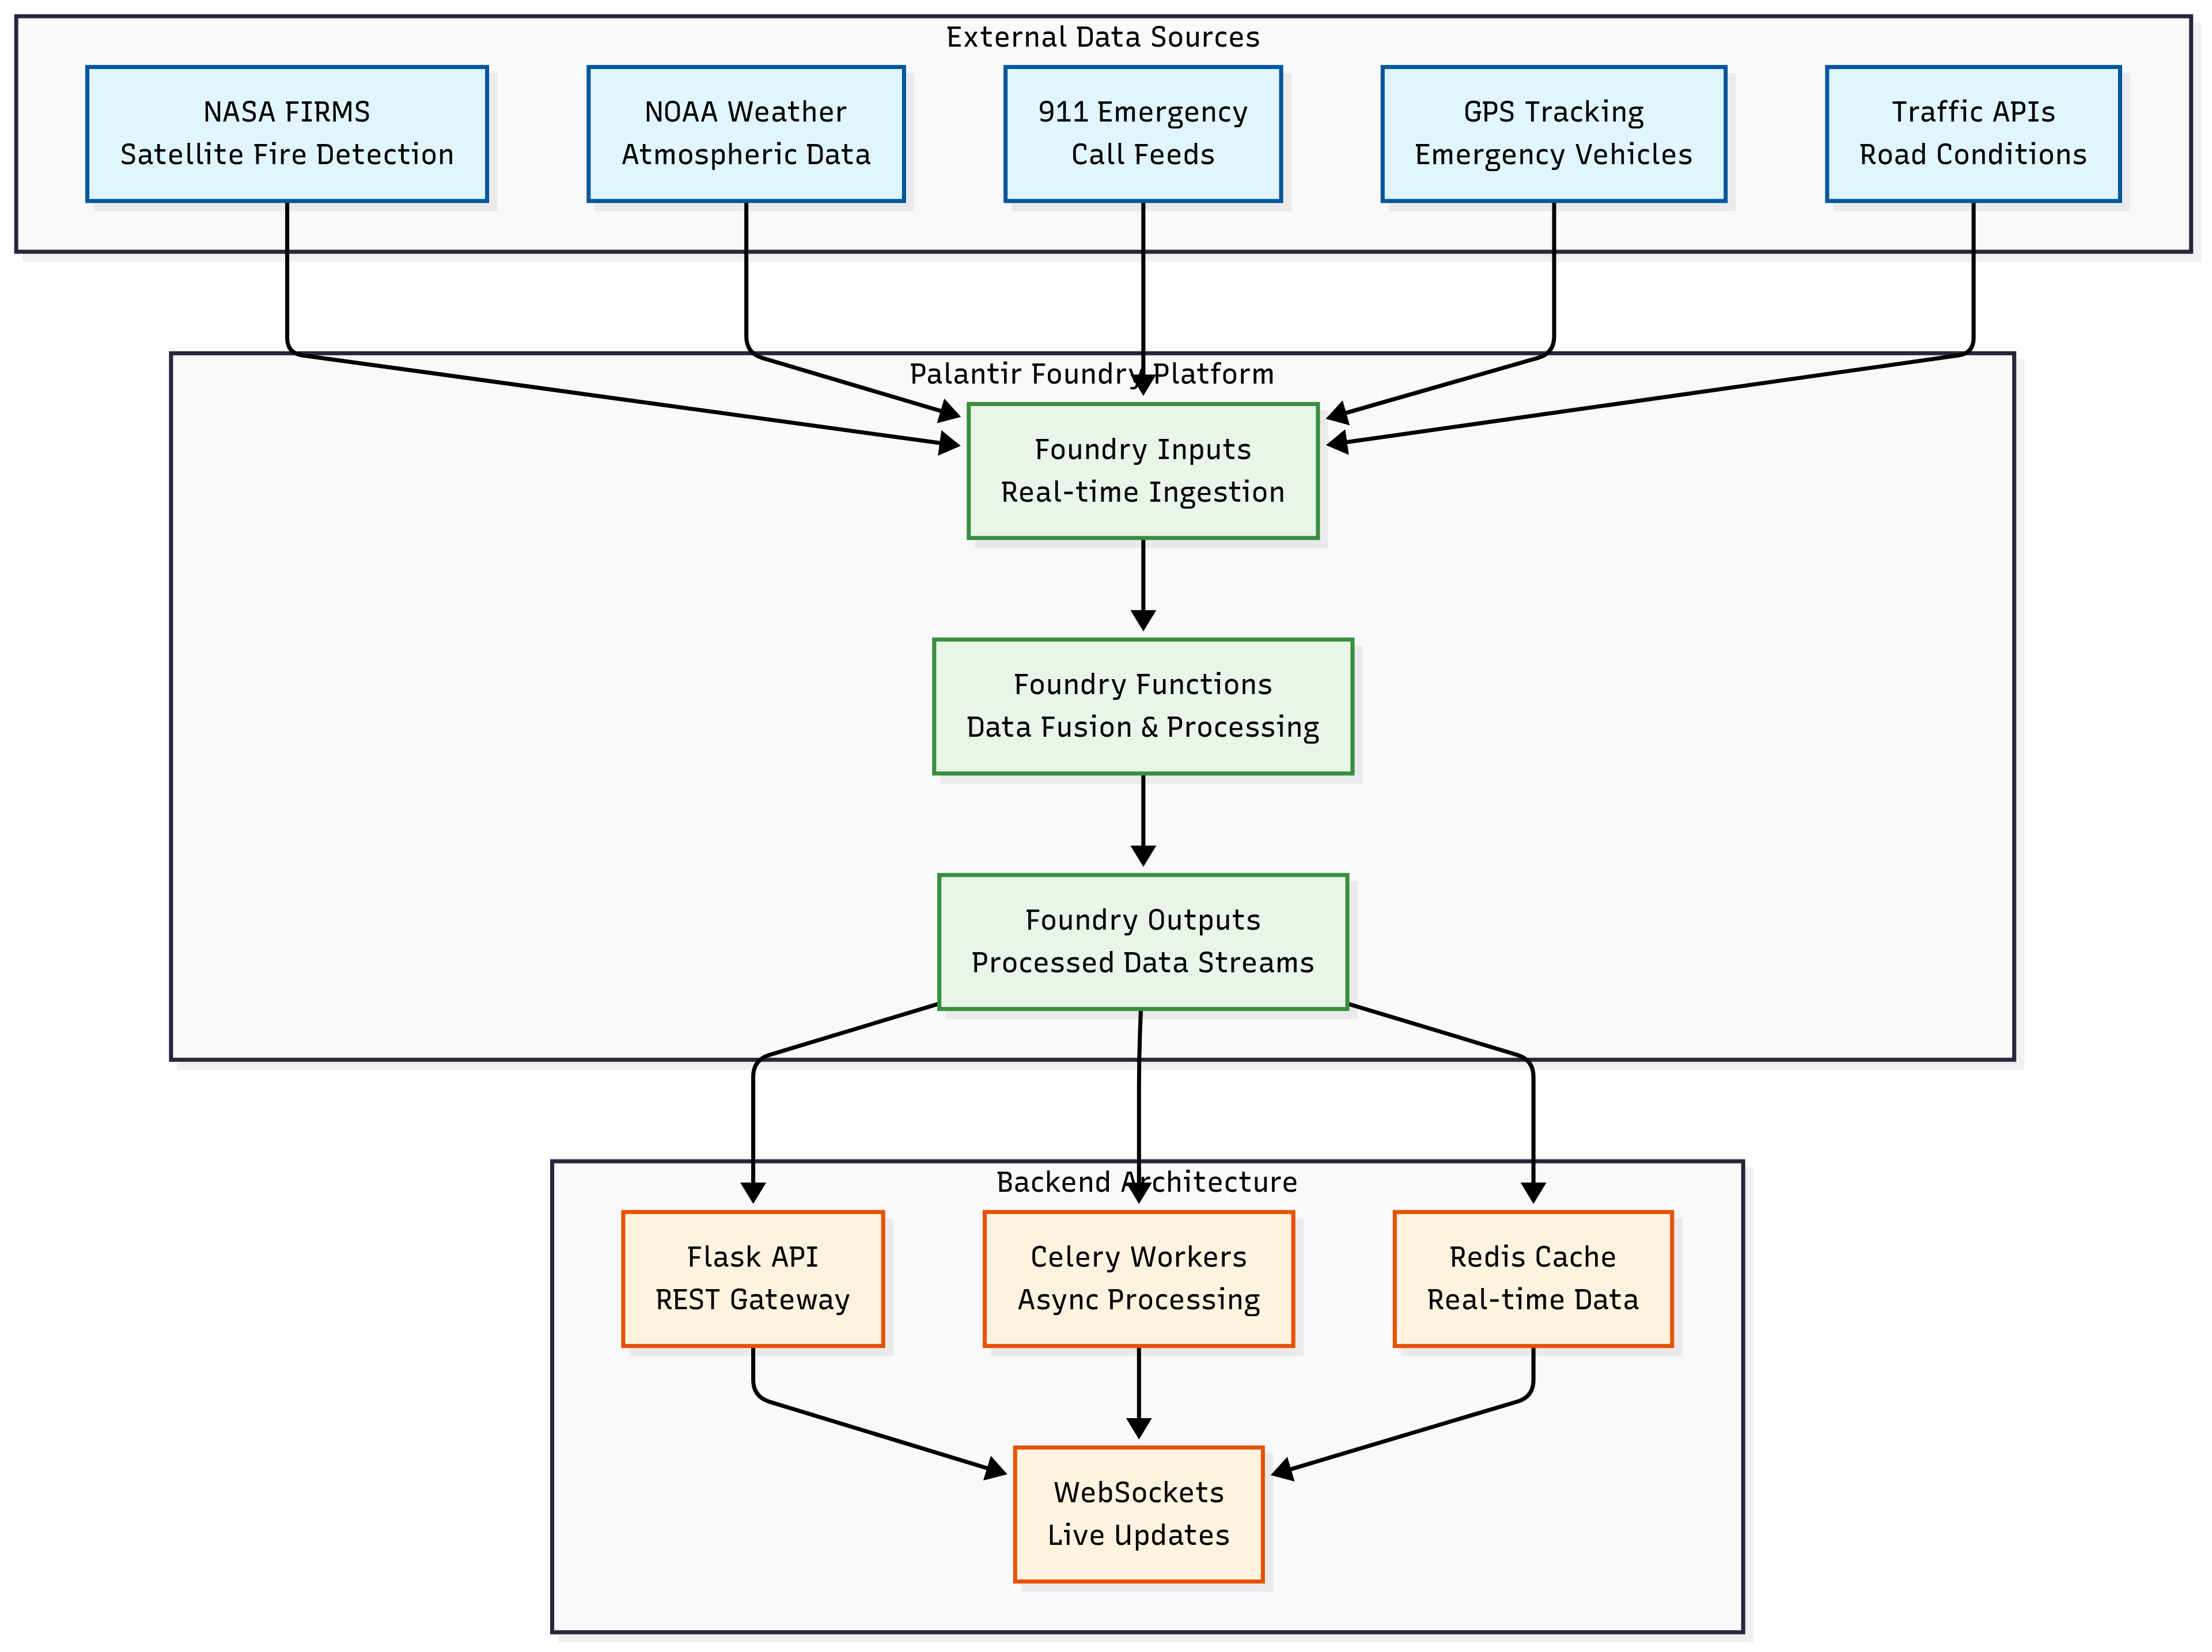 External Data Sources
NASA FIRMS
Satellite Fire Detection
NOAA Weather
Atmospheric Data
911 Emergency
Call Feeds
GPS Tracking
Emergency Vehicles
Traffic APIs
Road Conditions
Palantir Foundry Platform
Foundry Inputs
Real-time Ingestion
Foundry Functions
Data Fusion & Processing
Foundry Outputs
Processed Data Streams
Backend Architecture
Flask API
REST Gateway
Celery Workers
Async Processing
Redis Cache
Real-time Data
WebSockets
Live Updates